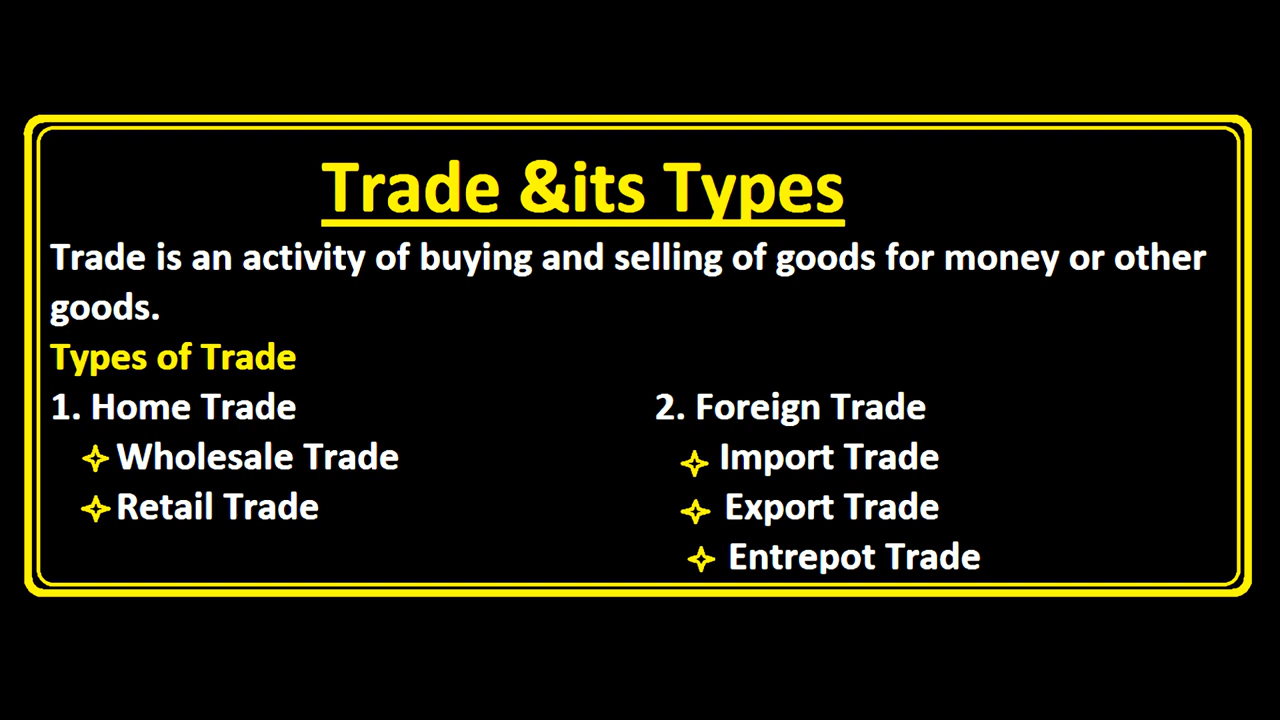 Trade &its Types
Trade is an activity of buying and selling of goods for money or other
goods.
Types of Trade
1. Home Trade
Wholesale Trade
Retail Trade
2. Foreign Trade
Import Trade
Export Trade
Entrepot Trade